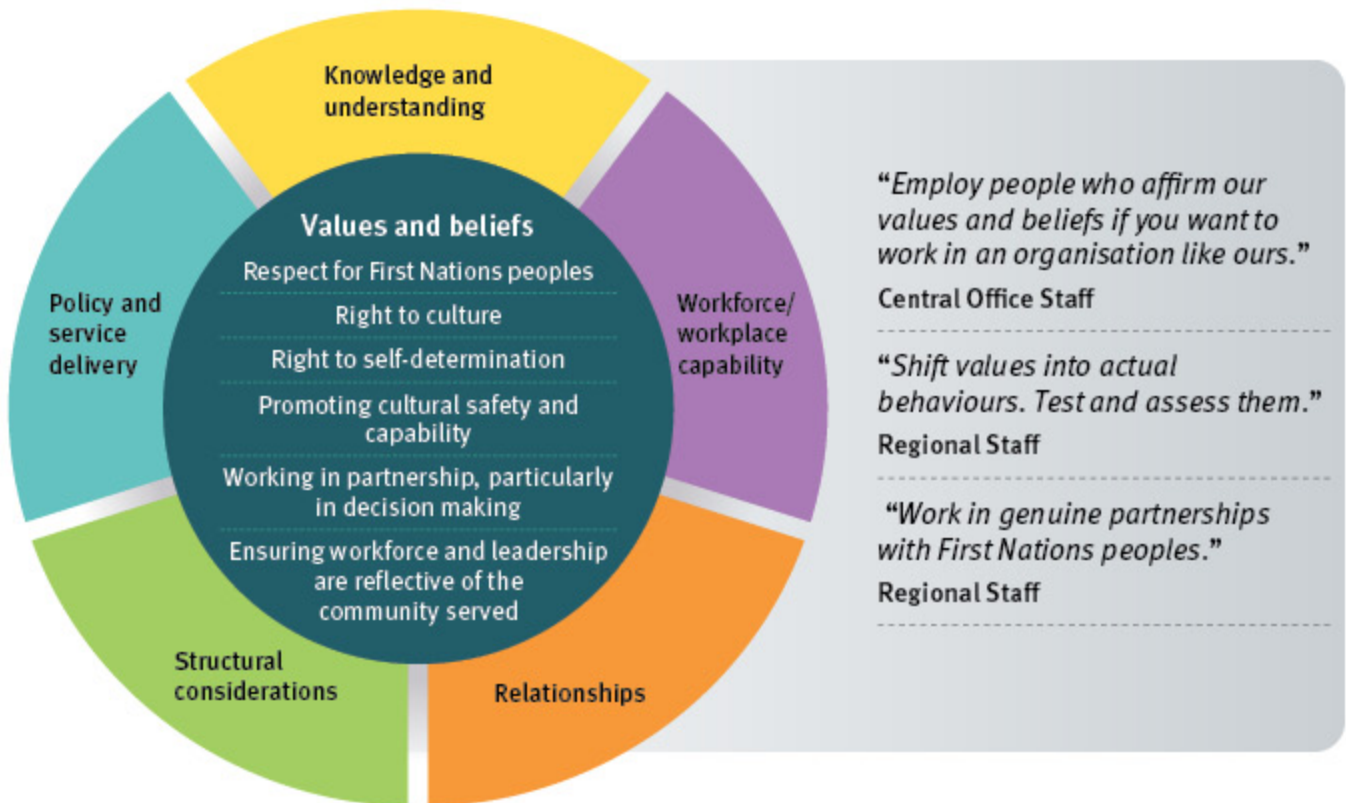 Knowledge and
understanding
Policy and
service
delivery
Values and beliefs
Respect for First Nations peoples
Right to culture
Right to self-determination
Promoting cultural safety and
capability
Working in partnership, particularly
in decision making
Ensuring workforce and leadership
are reflective of the
community served
Workforce/
workplace
capability
Structural
considerations
Relationships
“Employ people who affirm our
values and beliefs if you want to
work in an organisation like ours.”
Central Office Staff
“Shift values into actual
behaviours. Test and assess them.”
Regional Staff
“Work in genuine partnerships
with First Nations peoples.”
Regional Staff